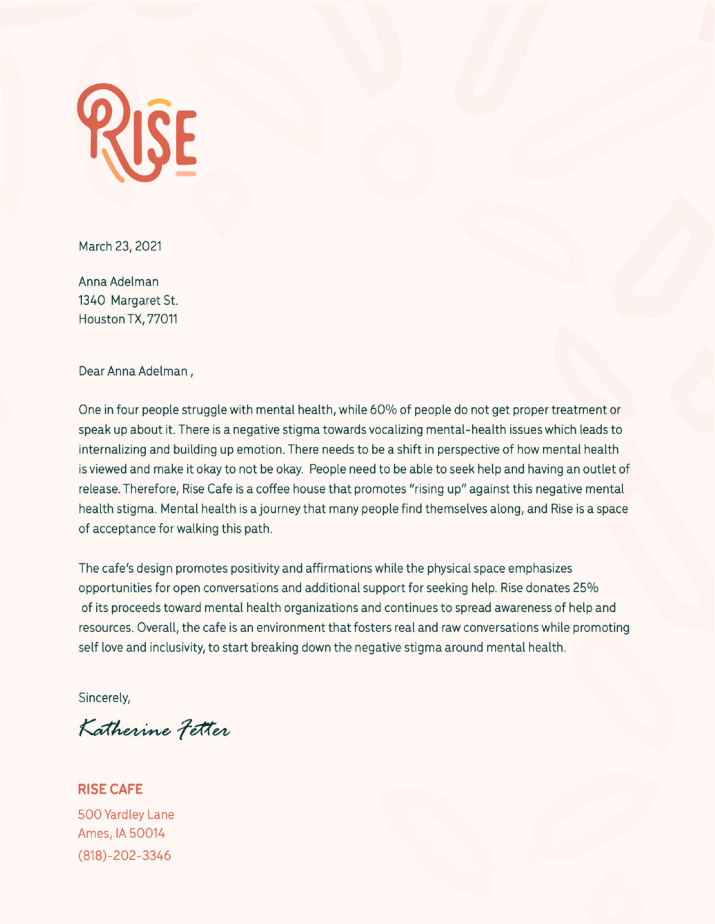 RISE
March 23, 2021
Anna Adelman
1340 Margaret St.
Houston TX, 77011
Dear Anna Adelman ,
One in four people struggle with mental health, while 60% of people do not get proper treatment or
speak up about it. There is a negative stigma towards vocalizing mental-health issues which leads to
internalizing and building up emotion. There needs to be a shift in perspective of how mental health
is viewed and make it okay to not be okay. People need to be able to seek help and having an outlet of
release. Therefore, Rise Cafe is a coffee house that promotes “rising up” against this negative mental
health stigma. Mental health is a journey that many people find themselves along, and Rise is a space
of acceptance for walking this path.
The cafe’s design promotes positivity and affirmations while the physical space emphasizes
opportunities for open conversations and additional support for seeking help. Rise donates 25%
of its proceeds toward mental health organizations and continues to spread awareness of help and
resources. Overall, the cafe is an environment that fosters real and raw conversations while promoting
self love and inclusivity, to start breaking down the negative stigma around mental health.
Sincerely,
Katherine Fetter
RISE CAFE
500 Yardley Lane
Ames, IA 50014
(818)-202-3346